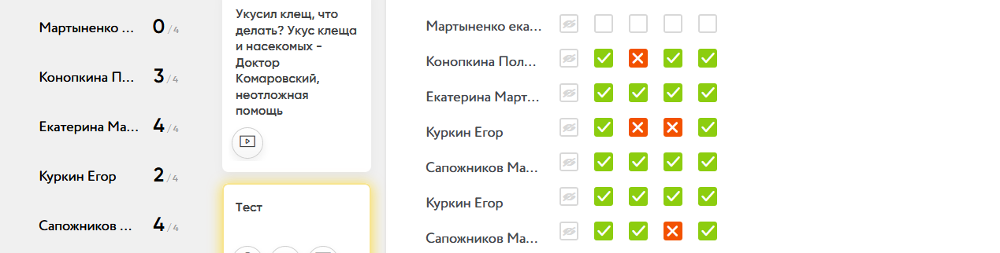 Мартыненко ... 0 / 4
Конопкина П... 3 / 4
Екатерина Ма... 4 / 4
Куркин Егор 2 / 4
Сапожников ... 4 / 4
Укусил клещ, что
делать? Укус клеща
и насекомых -
Доктор
Комаровский,
неотложная
помощь
Тест
Мартыненко ека...
Конопкина Пол...
Екатерина Март...
Куркин Егор
Сапожников Ма...
Куркин Егор
Сапожников Ма...